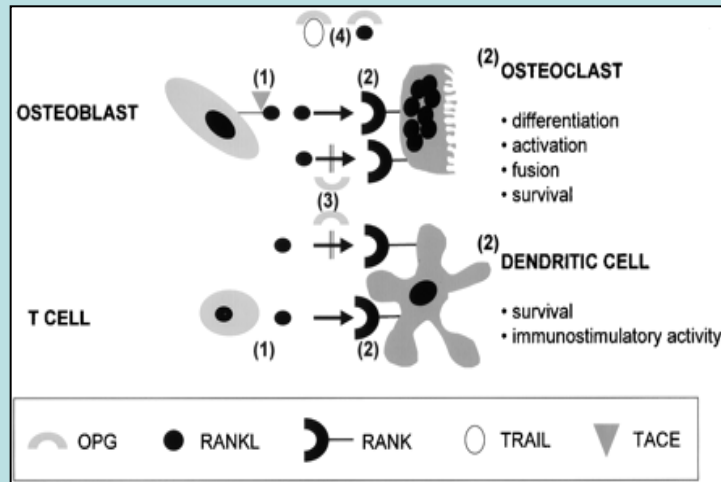 (4)
(1)
(2)
(2)
OSTEOCLAST
OSTEOBLAST
• differentiation
• activation
• fusion
• survival
(3)
(2)
DENDRITIC CELL
T CELL
(1)
(2)
• survival
• immunostimulatory activity
OPG
RANKL
RANK
TRAIL
TACE